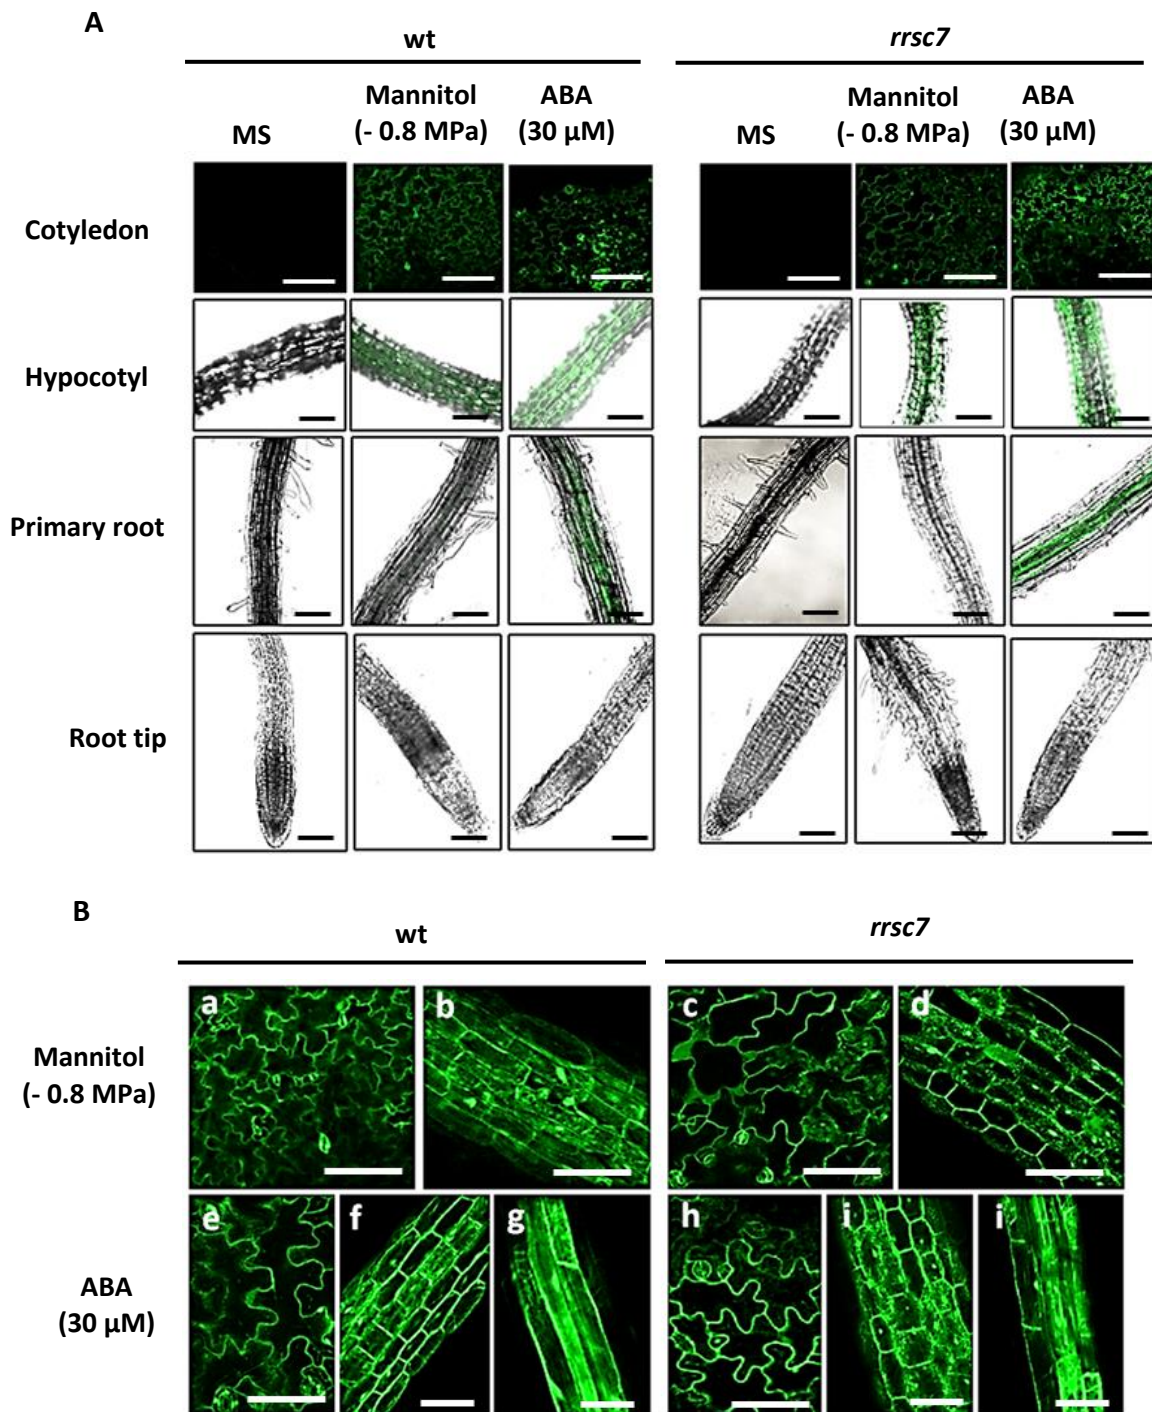 A
wt
rrsc7
MS
Mannitol
(- 0.8 MPa)
ABA
(30 µM)
MS
Mannitol
(- 0.8 MPa)
ABA
(30 µM)
Cotyledon
Hypocotyl
Primary root
Root tip
B
wt
rrsc7
Mannitol
(- 0.8 MPa)
a
b
c
d
ABA
(30 µM)
e
f
g
h
i
i